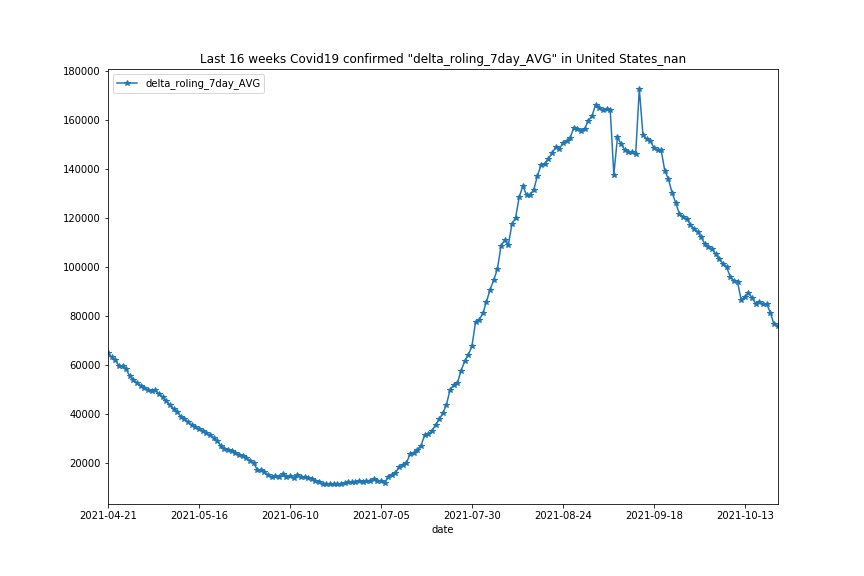 Last 16 weeks Covid19 confirmed "delta_roling_7day_AVG" in United States_nan
delta_roling_7day_AVG
180000
160000
140000
120000
100000
80000
60000
40000
20000
2021-04-21 2021-05-16 2021-06-10 2021-07-05 2021-07-30 2021-08-24 2021-09-18 2021-10-13
date